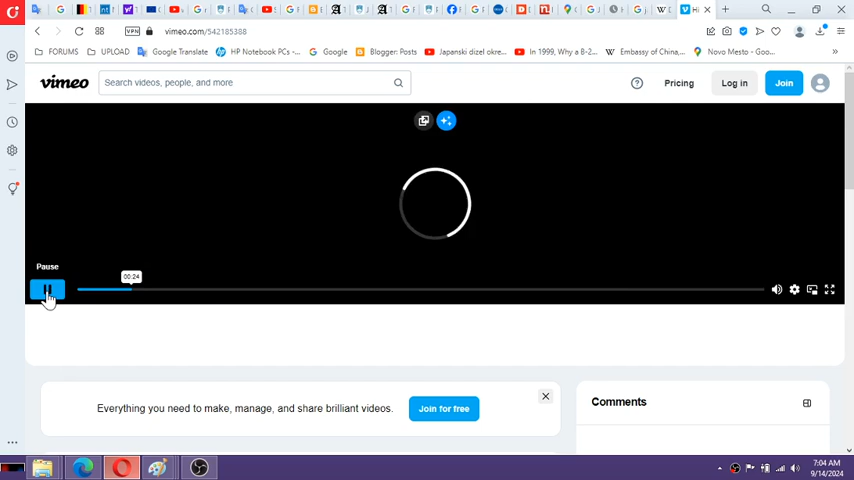 VPN vimeo.com/542185388
FORUMS UPLOAD Google Translate HP Notebook PCs -... Google Blogger: Posts Japanski dizel okre... In 1999, Why a B-2... Embassy of China,... Novo Mesto - Goo... »
vimeo Search videos, people, and more Pricing Log in Join
Pause
00:24
Everything you need to make, manage, and share brilliant videos. Join for free
Comments
7:04 AM
9/14/2024